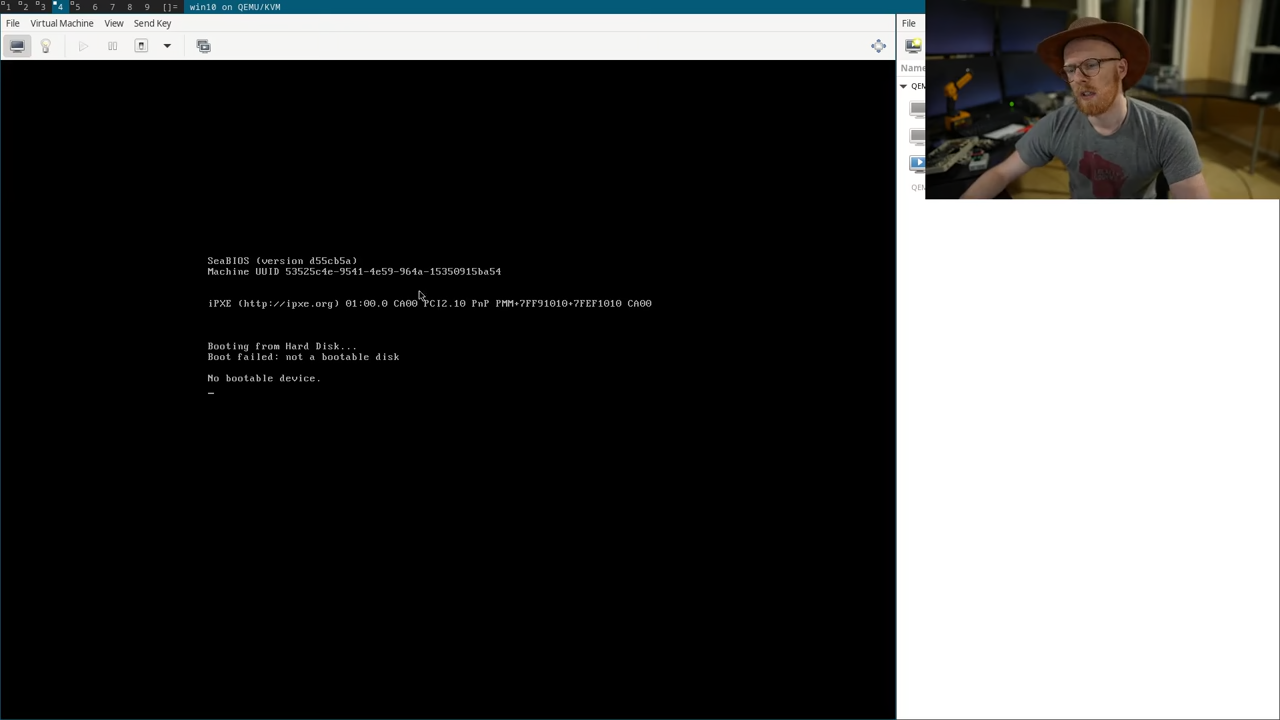 1 2 3 4 5 6 7 8 9 []= win10 on QEMU/KVM
File Virtual Machine View Send Key
File
Name
QEM
QEM
SeaBIOS (version d55cb5a)
Machine UUID 53525c4e-9541-4e59-964a-15350915ba54
iPXE (http://ipxe.org) 01:00.0 CA00 PCI2.10 PnP PMM+7FF91010+7FEF1010 CA00
Booting from Hard Disk...
Boot failed: not a bootable disk
No bootable device.
_